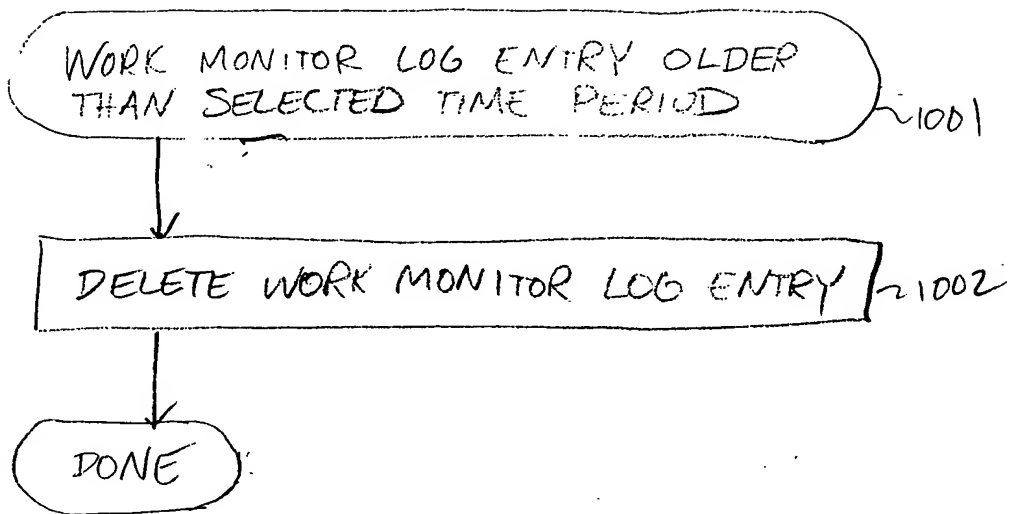 WORK MONITOR LOG ENTRY OLDER
THAN SELECTED TIME PERIOD
1001
DELETE WORK MONITOR LOG ENTRY
1002
DONE